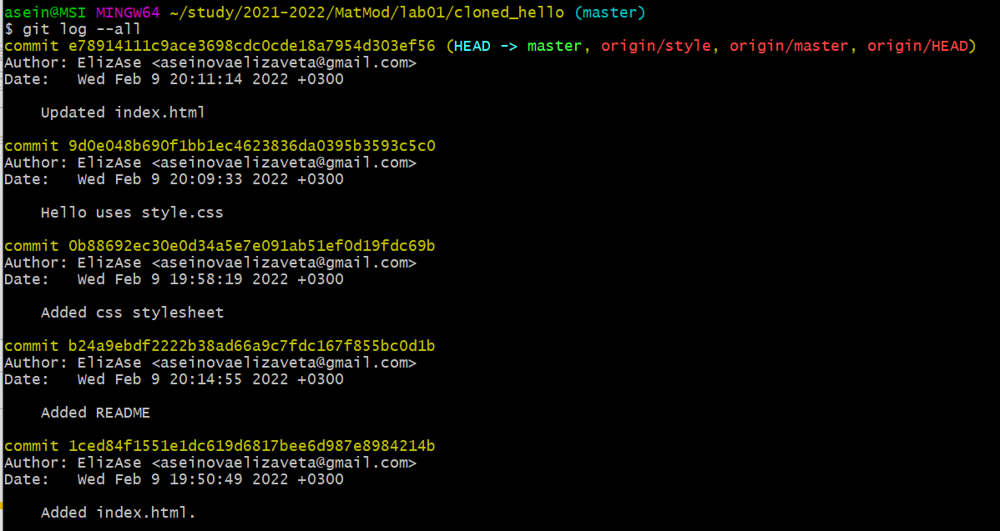 asein@MSI MINGW64 ~/study/2021-2022/MatMod/lab01/cloned_hello (master)
$ git log --all
commit e78914111c9ace3698cdc0cde18a7954d303ef56 (HEAD -> master, origin/style, origin/master, origin/HEAD)
Author: ElizAse <aseinovaelizaveta@gmail.com>
Date:   Wed Feb 9 20:11:14 2022 +0300
    Updated index.html
commit 9d0e048b690f1bb1ec4623836da0395b3593c5c0
Author: ElizAse <aseinovaelizaveta@gmail.com>
Date:   Wed Feb 9 20:09:33 2022 +0300
    Hello uses style.css
commit 0b88692ec30e0d34a5e7e091ab51ef0d19fdc69b
Author: ElizAse <aseinovaelizaveta@gmail.com>
Date:   Wed Feb 9 19:58:19 2022 +0300
    Added css stylesheet
commit b24a9ebdf2222b38ad66a9c7fdc167f855bc0d1b
Author: ElizAse <aseinovaelizaveta@gmail.com>
Date:   Wed Feb 9 20:14:55 2022 +0300
    Added README
commit 1ced84f1551e1dc619d6817bee6d987e8984214b
Author: ElizAse <aseinovaelizaveta@gmail.com>
Date:   Wed Feb 9 19:50:49 2022 +0300
    Added index.html.